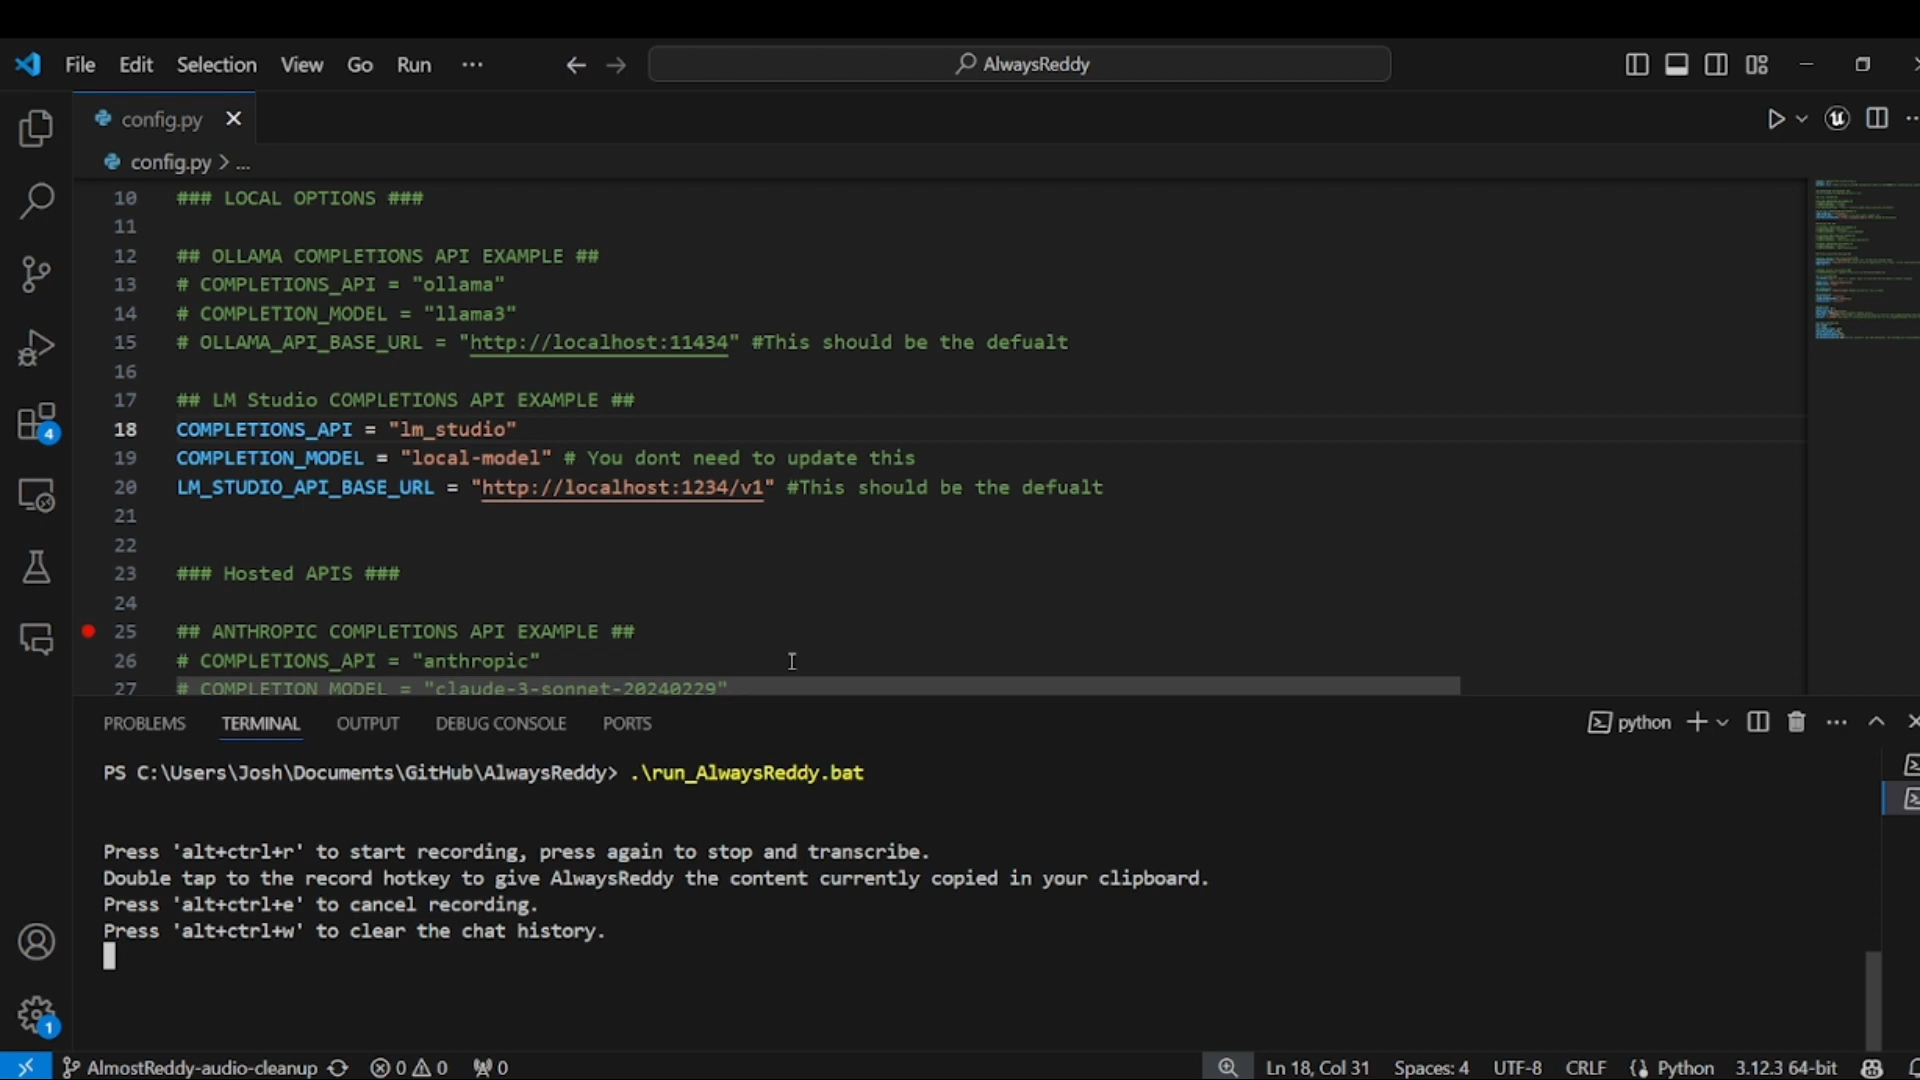 File Edit Selection View Go Run ··· AlwaysReddy
config.py
config.py > ...
10 ### LOCAL OPTIONS ###
11
12 ## OLLAMA COMPLETIONS API EXAMPLE ##
13 # COMPLETIONS_API = "ollama"
14 # COMPLETION_MODEL = "llama3"
15 # OLLAMA_API_BASE_URL = "http://localhost:11434" #This should be the defualt
16
17 ## LM Studio COMPLETIONS API EXAMPLE ##
18 COMPLETIONS_API = "lm_studio"
19 COMPLETION_MODEL = "local-model" # You dont need to update this
20 LM_STUDIO_API_BASE_URL = "http://localhost:1234/v1" #This should be the defualt
21
22
23 ### Hosted APIS ###
24
25 ## ANTHROPIC COMPLETIONS API EXAMPLE ##
26 # COMPLETIONS_API = "anthropic"
27 # COMPLETION_MODEL = "claude-3-sonnet-20240229"
4
PROBLEMS TERMINAL OUTPUT DEBUG CONSOLE PORTS python
PS C:\Users\Josh\Documents\GitHub\AlwaysReddy> .\run_AlwaysReddy.bat
Press 'alt+ctrl+r' to start recording, press again to stop and transcribe.
Double tap to the record hotkey to give AlwaysReddy the content currently copied in your clipboard.
Press 'alt+ctrl+e' to cancel recording.
Press 'alt+ctrl+w' to clear the chat history.
1
AlmostReddy-audio-cleanup 0 0 0 Ln 18, Col 31 Spaces: 4 UTF-8 CRLF Python 3.12.3 64-bit